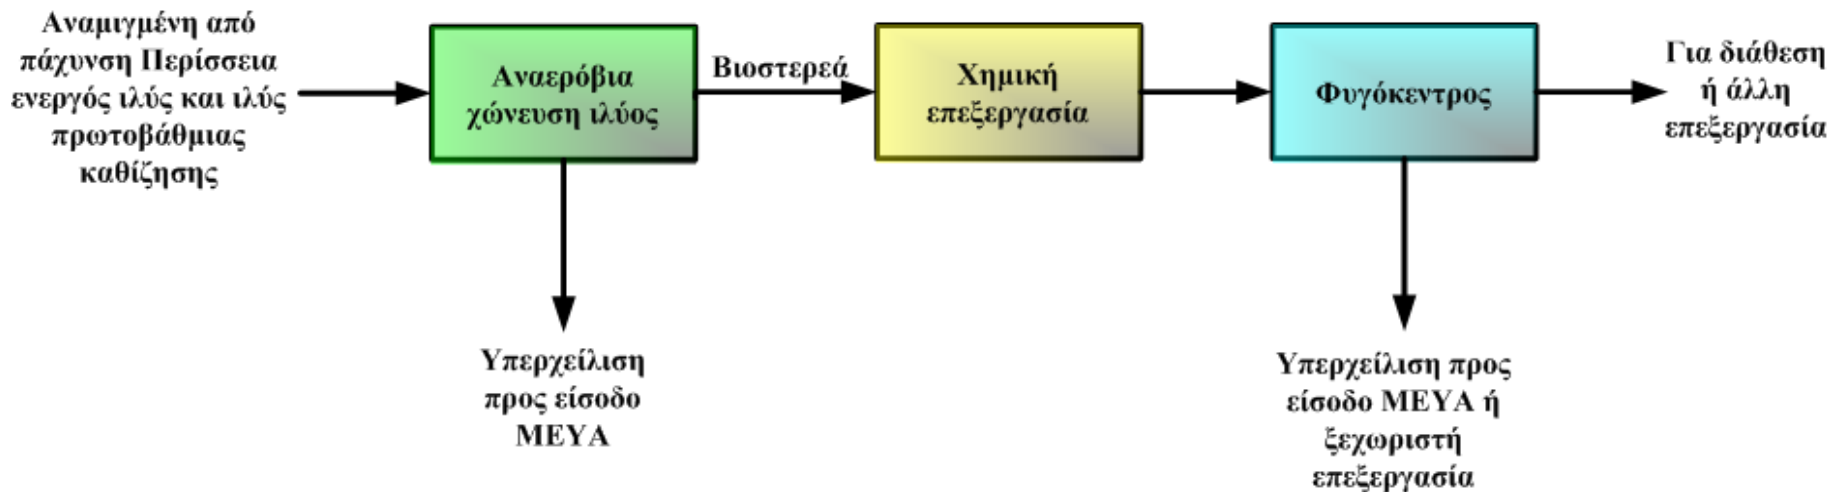 Αναμιγμένη από
πάχυνση Περίσσεια
ενεργός ιλύς και ιλύς
πρωτοβάθμιας
καθίζησης
Αναερόβια
χώνευση ιλύος
Βιοστερεά
Χημική
επεξεργασία
Φυγόκεντρος
Για διάθεση
ή άλλη
επεξεργασία
Υπερχείλιση
προς είσοδο
ΜΕΥΑ
Υπερχείλιση προς
είσοδο ΜΕΥΑ ή
ξεχωριστή
επεξεργασία